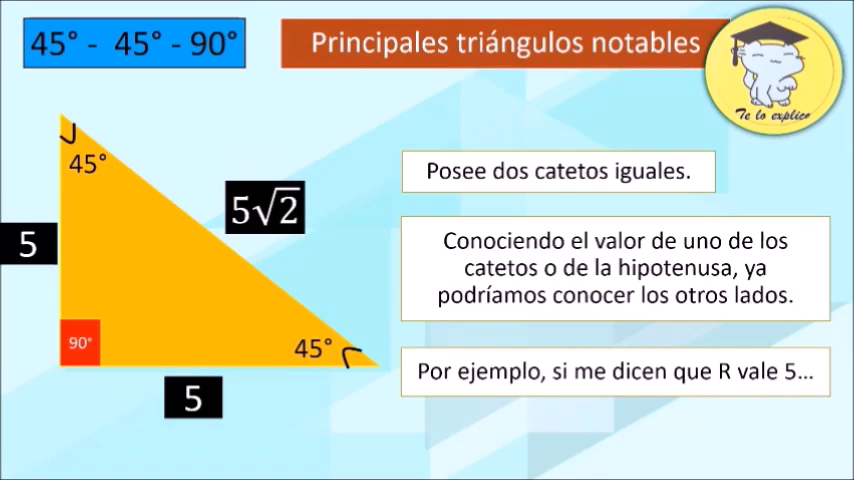 45° - 45° - 90°
Principales triángulos notables
Te lo explico
45°
5√2
Posee dos catetos iguales.
5
Conociendo el valor de uno de los
catetos o de la hipotenusa, ya
podríamos conocer los otros lados.
90°
45°
Por ejemplo, si me dicen que R vale 5...
5